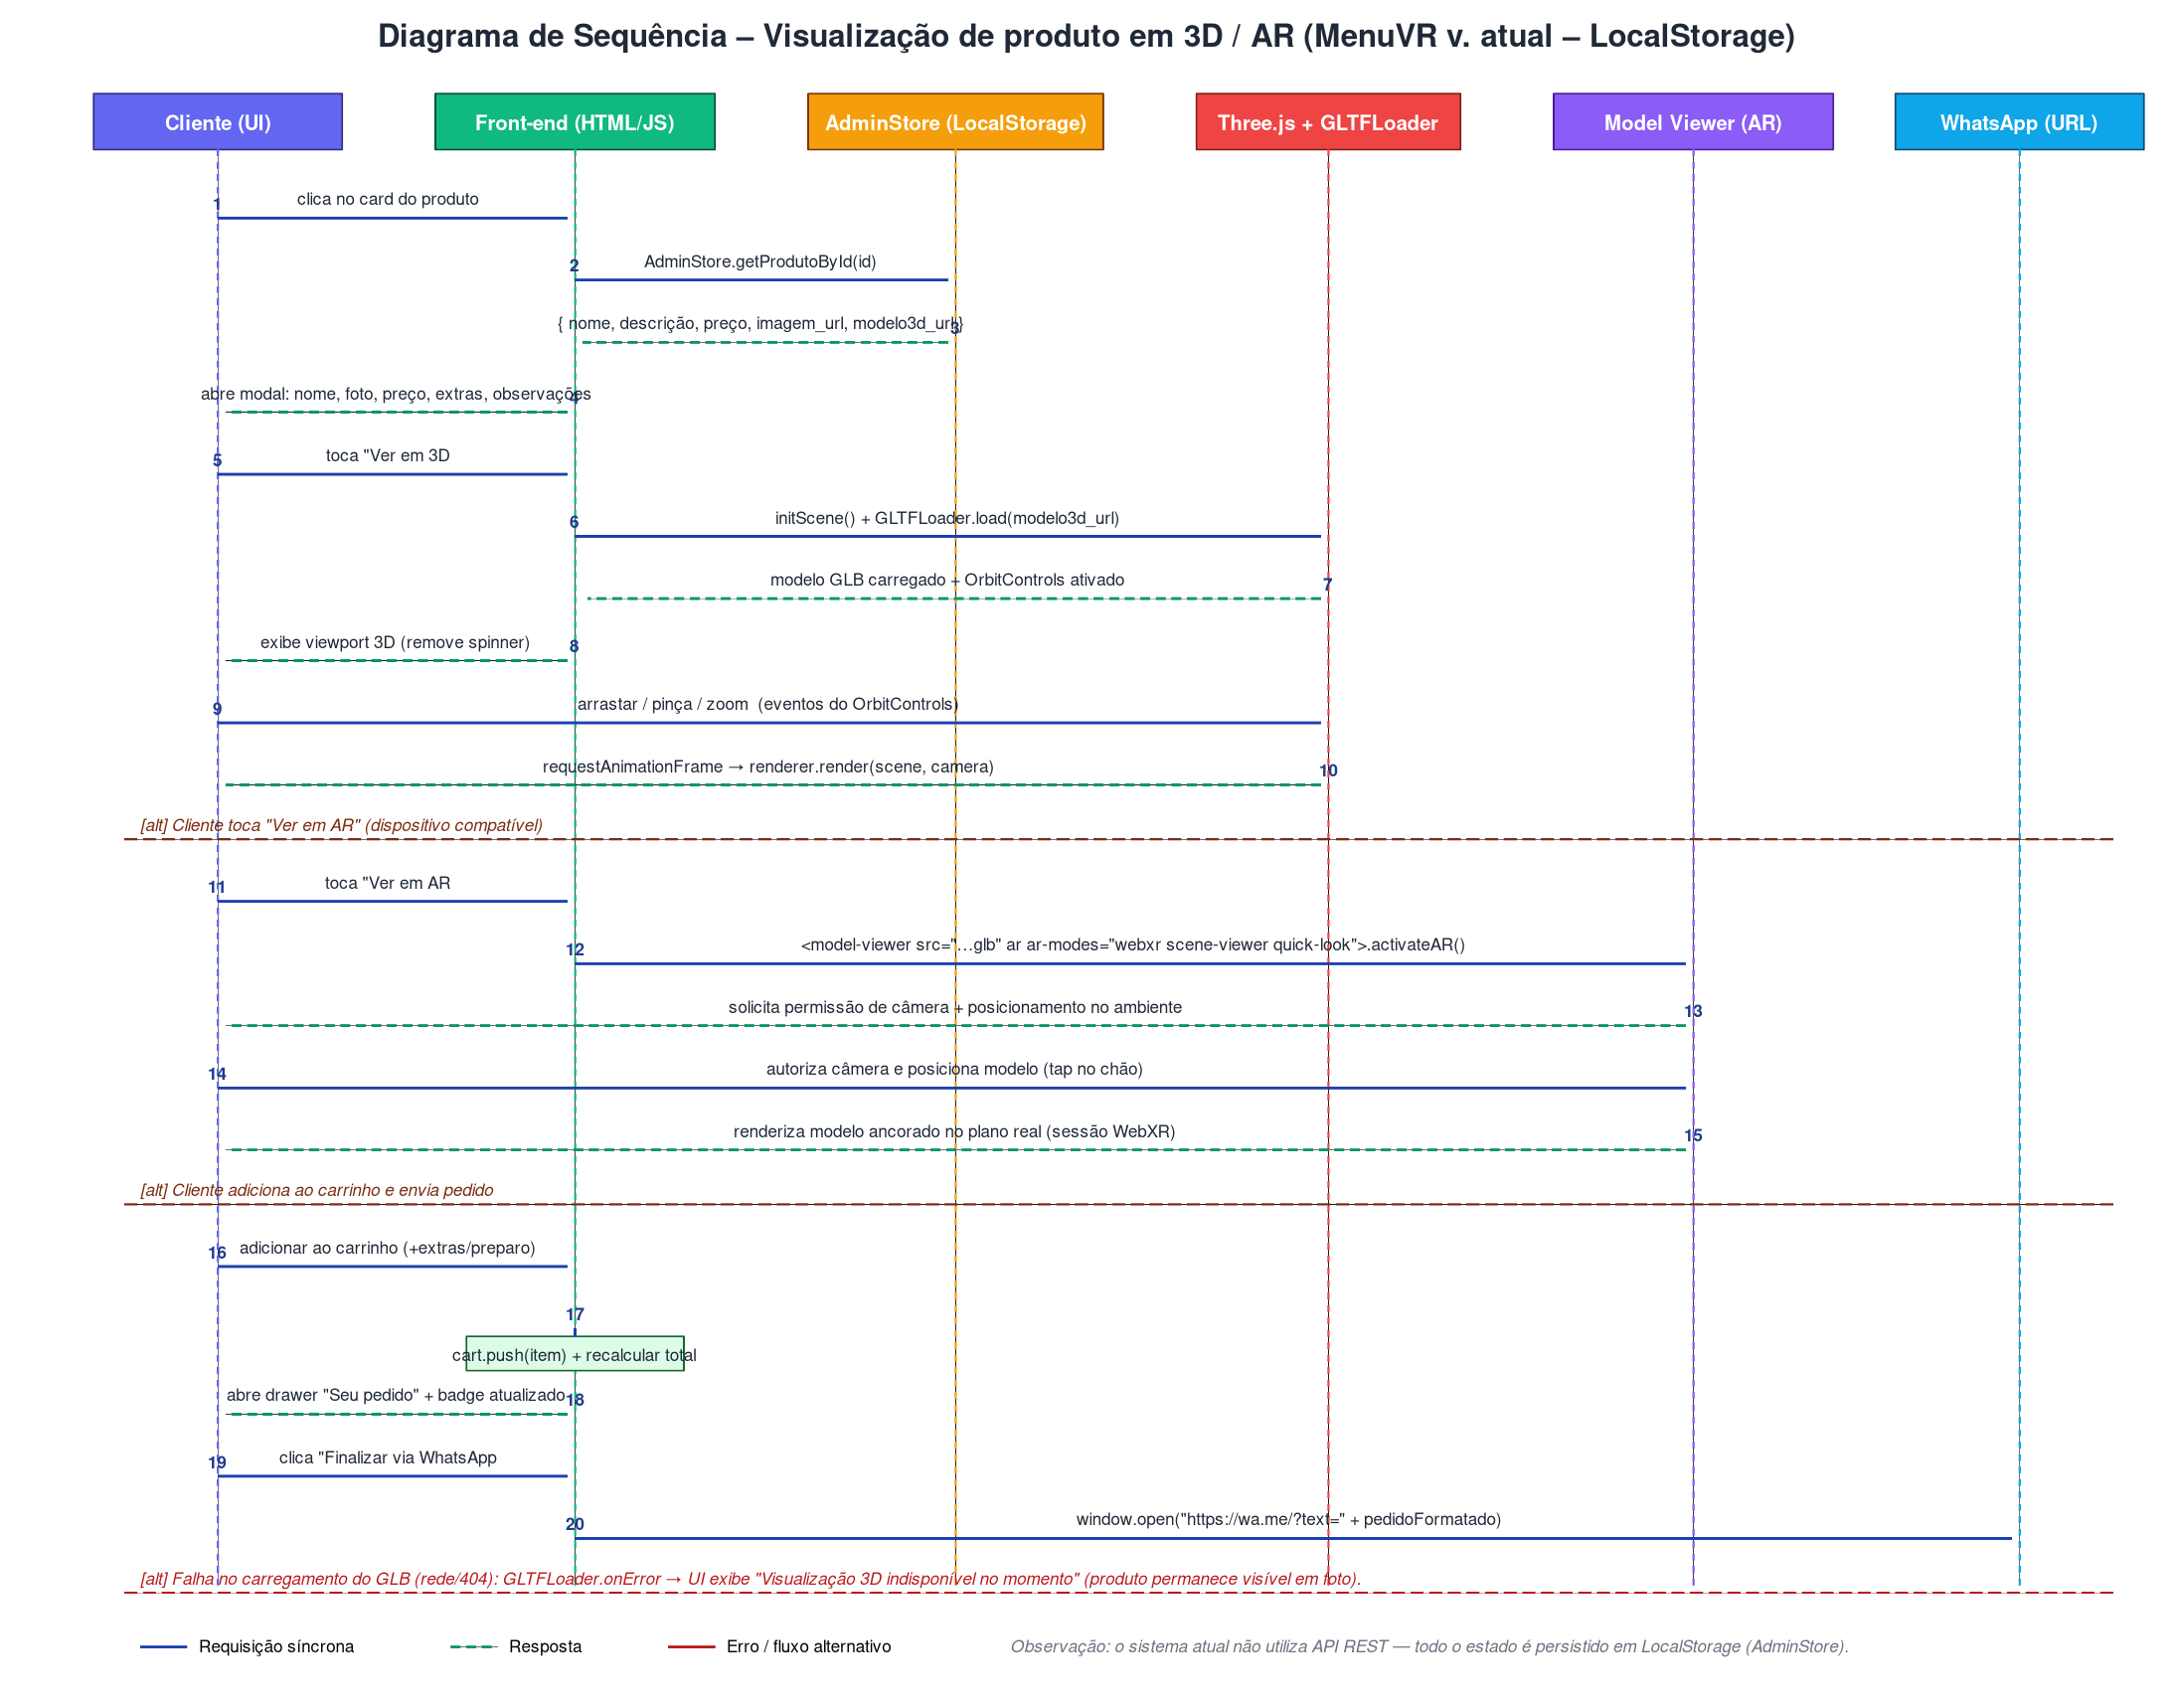 Diagrama de Sequência – Visualização de produto em 3D / AR (MenuVR v. atual – LocalStorage)
Cliente (UI)
Front-end (HTML/JS)
AdminStore (LocalStorage)
Three.js + GLTFLoader
Model Viewer (AR)
WhatsApp (URL)
1
clica no card do produto
2
AdminStore.getProdutoById(id)
{ nome, descrição, preço, imagem_url, modelo3d_url }
3
abre modal: nome, foto, preço, extras, observações
4
5
toca "Ver em 3D
6
initScene() + GLTFLoader.load(modelo3d_url)
modelo GLB carregado + OrbitControls ativado
7
exibe viewport 3D (remove spinner)
8
9
arrastar / pinça / zoom  (eventos do OrbitControls)
requestAnimationFrame → renderer.render(scene, camera)
10
[alt] Cliente toca "Ver em AR" (dispositivo compatível)
11
toca "Ver em AR
12
<model-viewer src="…glb" ar ar-modes="webxr scene-viewer quick-look">.activateAR()
solicita permissão de câmera + posicionamento no ambiente
13
14
autoriza câmera e posiciona modelo (tap no chão)
renderiza modelo ancorado no plano real (sessão WebXR)
15
[alt] Cliente adiciona ao carrinho e envia pedido
16
adicionar ao carrinho (+extras/preparo)
17
cart.push(item) + recalcular total
abre drawer "Seu pedido" + badge atualizado
18
19
clica "Finalizar via WhatsApp
20
window.open("https://wa.me/?text=" + pedidoFormatado)
[alt] Falha no carregamento do GLB (rede/404): GLTFLoader.onError → UI exibe "Visualização 3D indisponível no momento" (produto permanece visível em foto).
Requisição síncrona
Resposta
Erro / fluxo alternativo
Observação: o sistema atual não utiliza API REST — todo o estado é persistido em LocalStorage (AdminStore).